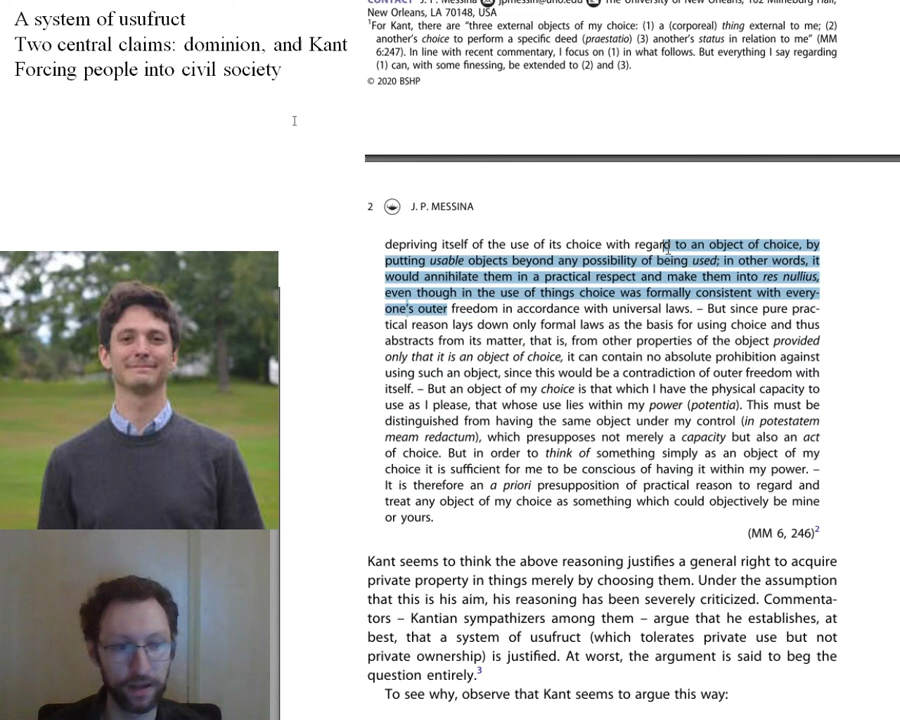 A system of usufruct
Two central claims: dominion, and Kant
Forcing people into civil society
New Orleans, LA 70148, USA
1For Kant, there are “three external objects of my choice: (1) a (corporeal) thing external to me; (2)
another’s choice to perform a specific deed (praestatio) (3) another’s status in relation to me” (MM
6:247). In line with recent commentary, I focus on (1) in what follows. But everything I say regarding
(1) can, with some finessing, be extended to (2) and (3).
© 2020 BSHP
2 J. P. MESSINA
depriving itself of the use of its choice with regard to an object of choice, by
putting usable objects beyond any possibility of being used; in other words, it
would annihilate them in a practical respect and make them into res nullius,
even though in the use of things choice was formally consistent with every-
one’s outer freedom in accordance with universal laws. – But since pure prac-
tical reason lays down only formal laws as the basis for using choice and thus
abstracts from its matter, that is, from other properties of the object provided
only that it is an object of choice, it can contain no absolute prohibition against
using such an object, since this would be a contradiction of outer freedom with
itself. – But an object of my choice is that which I have the physical capacity to
use as I please, that whose use lies within my power (potentia). This must be
distinguished from having the same object under my control (in potestatem
meam redactum), which presupposes not merely a capacity but also an act
of choice. But in order to think of something simply as an object of my
choice it is sufficient for me to be conscious of having it within my power. –
It is therefore an a priori presupposition of practical reason to regard and
treat any object of my choice as something which could objectively be mine
or yours.
(MM 6, 246)2
Kant seems to think the above reasoning justifies a general right to acquire
private property in things merely by choosing them. Under the assumption
that this is his aim, his reasoning has been severely criticized. Commenta-
tors – Kantian sympathizers among them – argue that he establishes, at
best, that a system of usufruct (which tolerates private use but not
private ownership) is justified. At worst, the argument is said to beg the
question entirely.3
To see why, observe that Kant seems to argue this way: